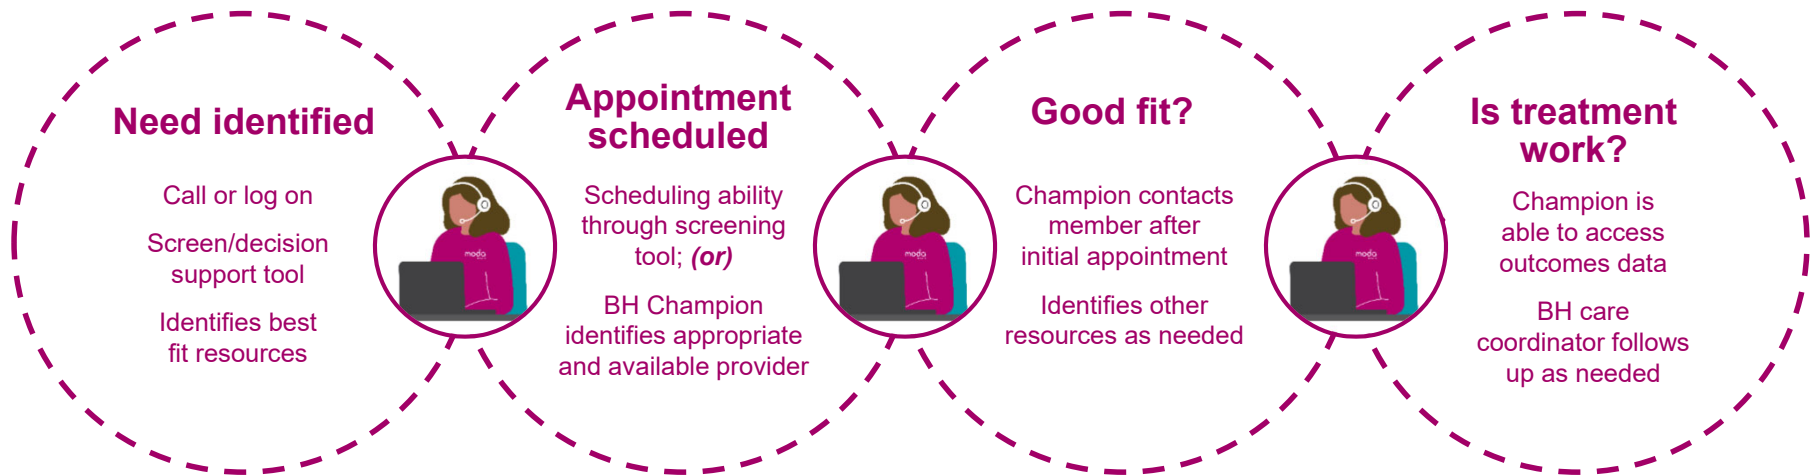 Need identified
Call or log on
Screen/decision
support tool
Identifies best
fit resources
moda
Appointment
scheduled
Scheduling ability
through screening
tool; (or)
BH Champion
identifies appropriate
and available provider
moda
Good fit?
Champion contacts
member after
initial appointment
Identifies other
resources as needed
moda
Is treatment
work?
Champion is
able to access
outcomes data
BH care
coordinator follows
up as needed